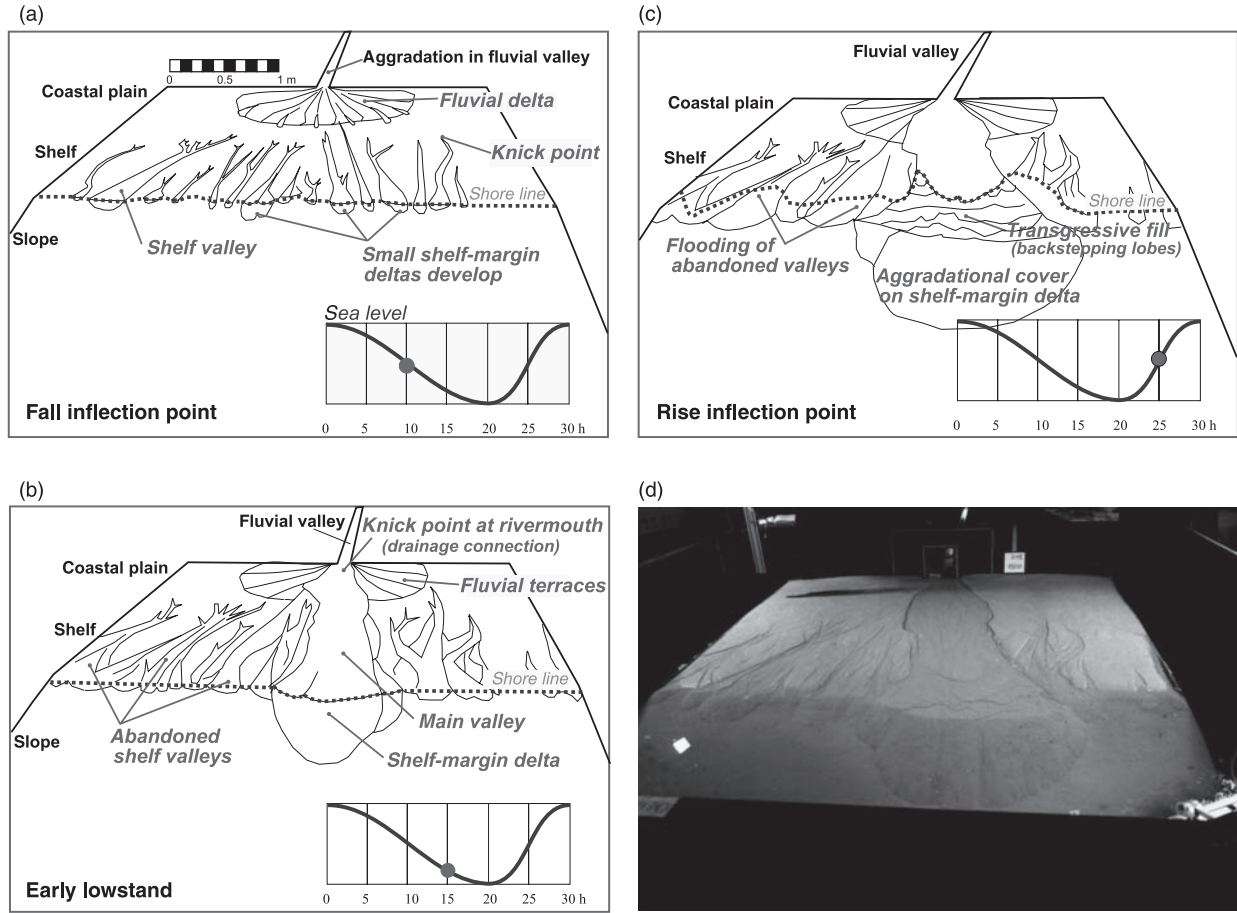 (a)
Aggradation in fluvial valley
0 0.5 1 m
Coastal plain
Fluvial delta
Knick point
Shelf
Shore line
Slope
Shelf valley
Small shelf-margin
deltas develop
Sea level
Fall inflection point
0 5 10 15 20 25 30 h
(c)
Fluvial valley
Coastal plain
Shelf
Shore line
Slope
Flooding of
abandoned valleys
Transgressive fill
(backstepping lobes)
Aggradational cover
on shelf-margin delta
Rise inflection point
0 5 10 15 20 25 30 h
(b)
Fluvial valley
Knick point at rivermouth
(drainage connection)
Coastal plain
Fluvial terraces
Shelf
Shore line
Slope
Abandoned
shelf valleys
Main valley
Shelf-margin delta
Early lowstand
0 5 10 15 20 25 30 h
(d)